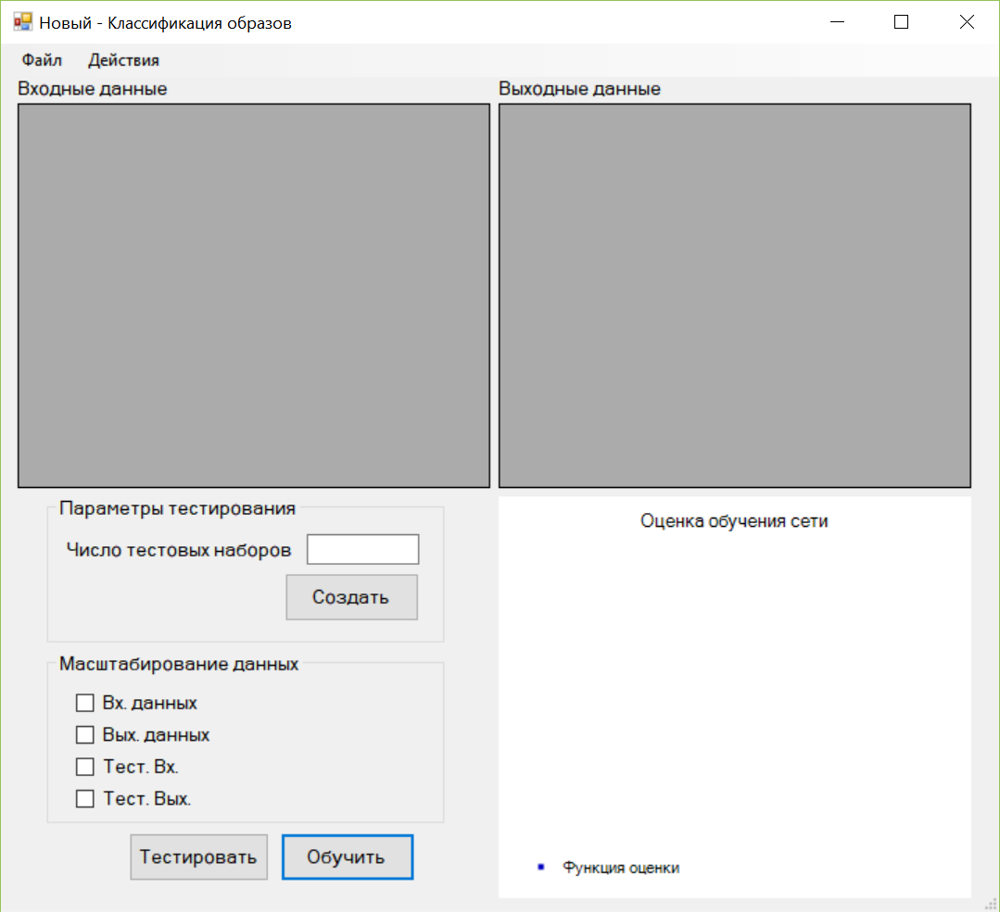 Новый - Классификация образов
Файл Действия
Входные данные
Выходные данные
Параметры тестирования
Число тестовых наборов
Создать
Масштабирование данных
Вх. данных
Вых. данных
Тест. Вх.
Тест. Вых.
Тестировать Обучить
Оценка обучения сети
Функция оценки